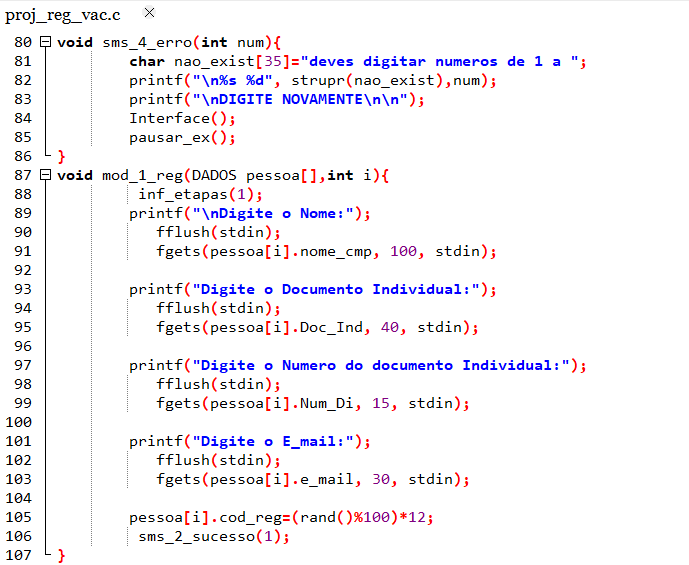 proj_reg_vac.c ×
80 void sms_4_erro(int num){
81 char nao_exist[35]="deves digitar numeros de 1 a ";
82 printf("\n%s %d", strupr(nao_exist),num);
83 printf("\nDIGITE NOVAMENTE\n\n");
84 Interface();
85 pausar_ex();
86 }
87 void mod_1_reg(DADOS pessoa[],int i){
88 inf_etapas(1);
89 printf("\nDigite o Nome:");
90 fflush(stdin);
91 fgets(pessoa[i].nome_cmp, 100, stdin);
92
93 printf("Digite o Documento Individual:");
94 fflush(stdin);
95 fgets(pessoa[i].Doc_Ind, 40, stdin);
96
97 printf("Digite o Numero do documento Individual:");
98 fflush(stdin);
99 fgets(pessoa[i].Num_Di, 15, stdin);
100
101 printf("Digite o E_mail:");
102 fflush(stdin);
103 fgets(pessoa[i].e_mail, 30, stdin);
104
105 pessoa[i].cod_reg=(rand()%100)*12;
106 sms_2_sucesso(1);
107 }